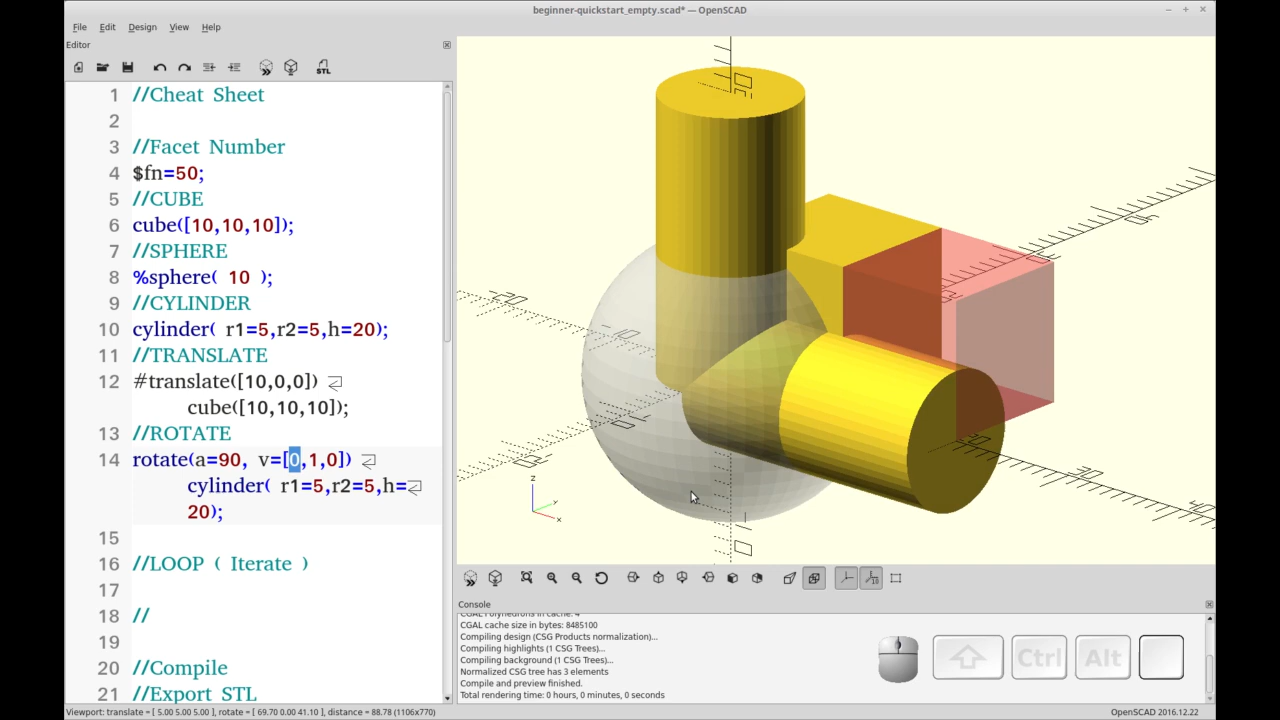 beginner-quickstart_empty.scad* — OpenSCAD
File Edit Design View Help
Editor
STL
1 //Cheat Sheet
2
3 //Facet Number
4 $fn=50;
5 //CUBE
6 cube([10,10,10]);
7 //SPHERE
8 %sphere( 10 );
9 //CYLINDER
10 cylinder( r1=5,r2=5,h=20);
11 //TRANSLATE
12 #translate([10,0,0])
cube([10,10,10]);
13 //ROTATE
14 rotate(a=90, v=[0,1,0])
cylinder( r1=5,r2=5,h=
20);
15
16 //LOOP ( Iterate )
17
18 //
19
20 //Compile
21 //Export STL
z
y
x
Console
CGAL Polyhedrons in cache: 4
CGAL cache size in bytes: 8485100
Compiling design (CSG Products normalization)...
Compiling highlights (1 CSG Trees)...
Compiling background (1 CSG Trees)...
Normalized CSG tree has 3 elements
Compile and preview finished.
Total rendering time: 0 hours, 0 minutes, 0 seconds
Ctrl
Alt
Viewport: translate = [ 5.00 5.00 5.00 ], rotate = [ 69.70 0.00 41.10 ], distance = 88.78 (1106x770)
OpenSCAD 2016.12.22